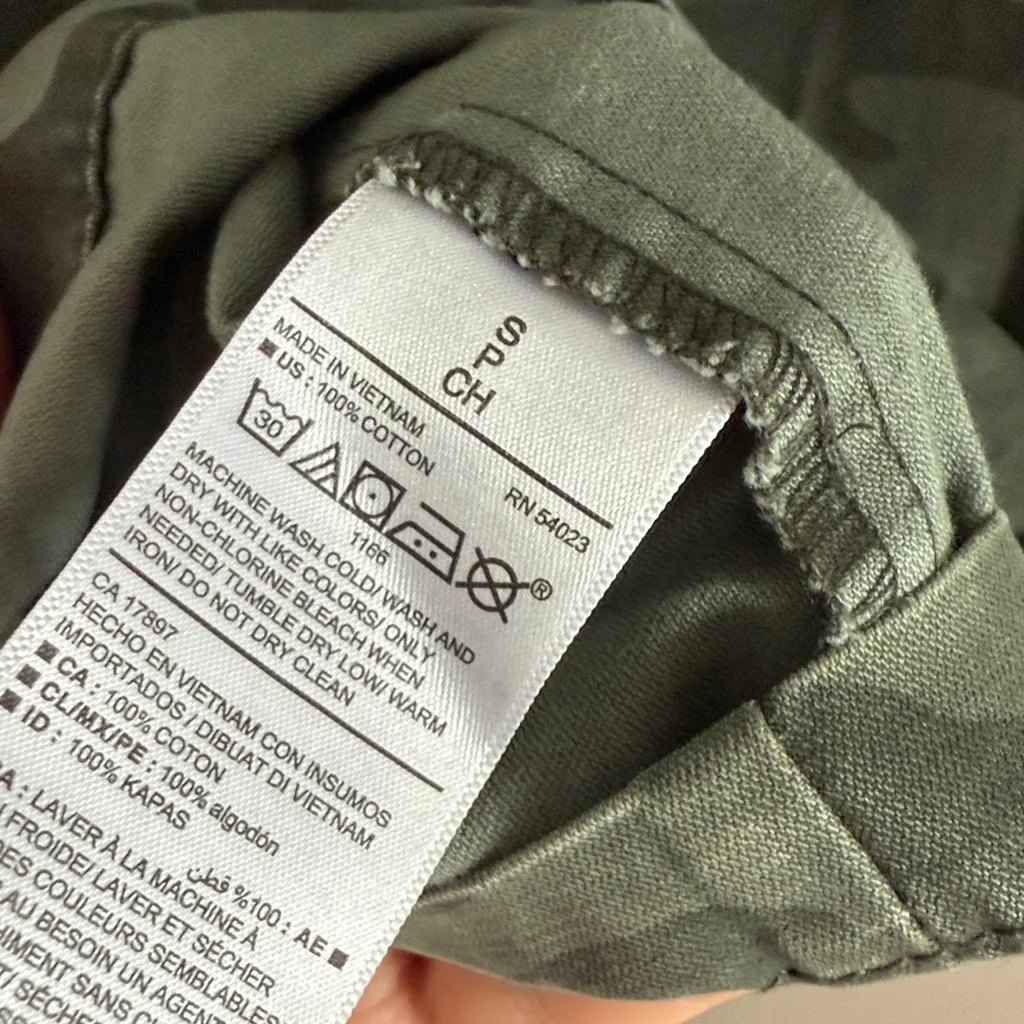 S
P
CH
MADE IN VIETNAM
RN 54023
US : 100% COTTON
30
®
1166
MACHINE WASH COLD/ WASH AND
DRY WITH LIKE COLORS/ ONLY
NON-CHLORINE BLEACH WHEN
NEEDED/ TUMBLE DRY LOW/ WARM
IRON/ DO NOT DRY CLEAN
CA 17897
HECHO EN VIETNAM CON INSUMOS
IMPORTADOS / DIBUAT DI VIETNAM
CA : 100% COTON
CL/MX/PE : 100% algodón
ID : 100% KAPAS
AE : 100% قطن
: LAVER À LA MACHINE À
FROIDE/ LAVER ET SÉCHER
DES COULEURS SEMBLABLES
AU BESOIN UN AGENT
SANS
SÉCHER